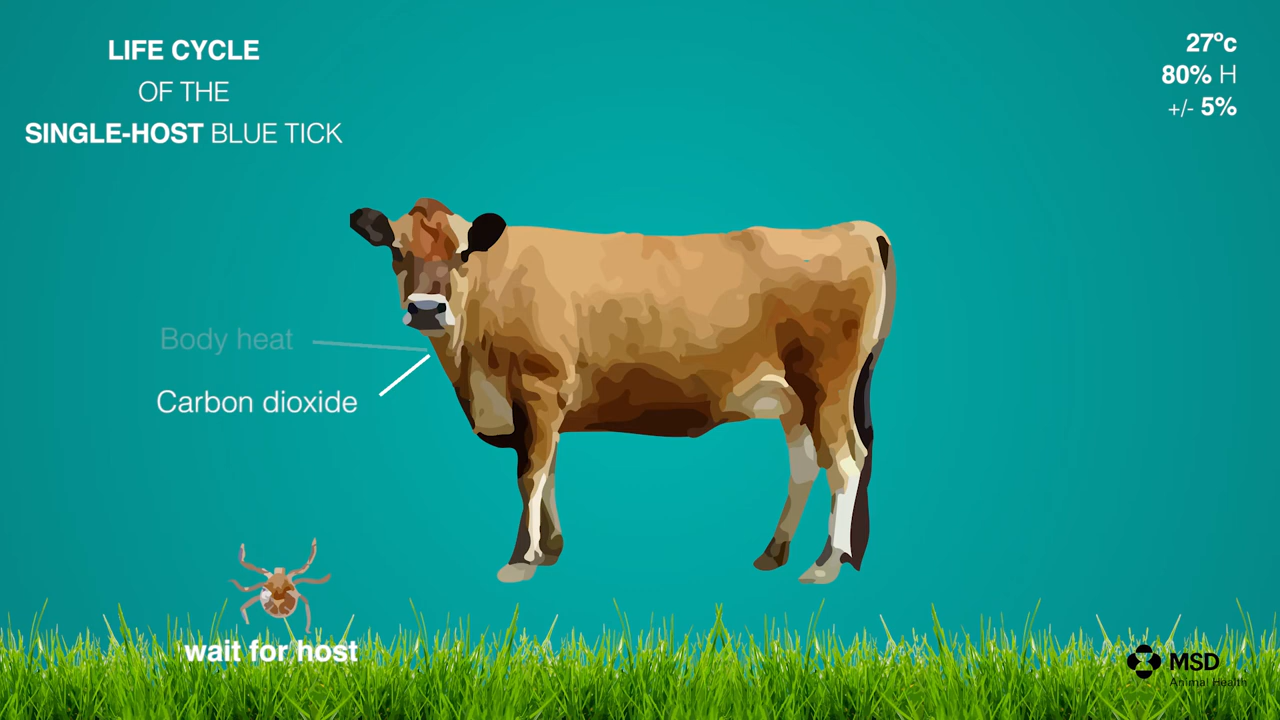 LIFE CYCLE
OF THE
SINGLE-HOST BLUE TICK
27ºc
80% H
+/- 5%
Body heat
Carbon dioxide
wait for host
MSD
Animal Health